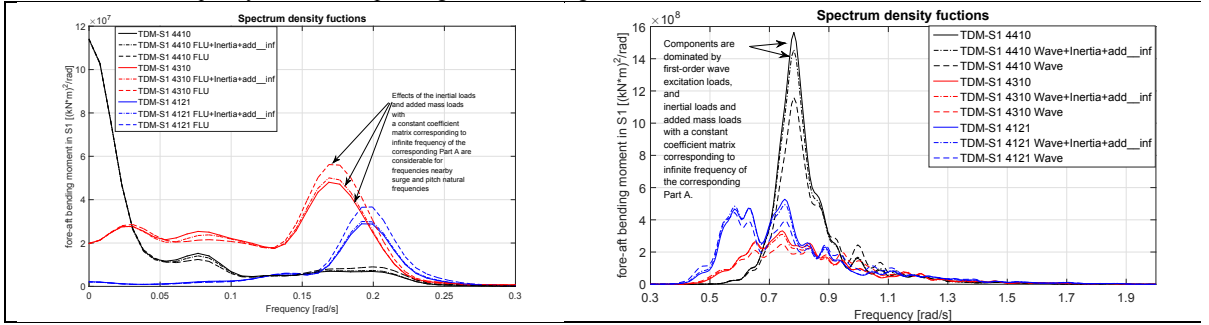 Spectrum density fuctions
×10⁷
12
10
8
6
4
2
0
fore-aft bending moment in S1 [(kN*m)²/rad]
TDM-S1 4410
TDM-S1 4410 FLU+Inertia+add__inf
TDM-S1 4410 FLU
TDM-S1 4310
TDM-S1 4310 FLU+Inertia+add__inf
TDM-S1 4310 FLU
TDM-S1 4121
TDM-S1 4121 FLU+Inertia+add__inf
TDM-S1 4121 FLU
Effects of the inertial loads
and added mass loads
with
a constant coefficient
matrix corresponding to
infinite frequency of the
corresponding Part A are
considerable for
frequencies nearby
surge and pitch natural
frequencies
0 0.05 0.1 0.15 0.2 0.25 0.3
Frequency [rad/s]
Spectrum density fuctions
×10⁸
16
14
12
10
8
6
4
2
0
fore-aft bending moment in S1 [(kN*m)²/rad]
Components are
dominated by
first-order wave
excitation loads,
and
inertial loads and
added mass loads
with a constant
coefficient matrix
corresponding to
infinite frequency of
the corresponding
Part A.
TDM-S1 4410
TDM-S1 4410 Wave+Inertia+add__inf
TDM-S1 4410 Wave
TDM-S1 4310
TDM-S1 4310 Wave+Inertia+add__inf
TDM-S1 4310 Wave
TDM-S1 4121
TDM-S1 4121 Wave+Inertia+add__inf
TDM-S1 4121 Wave
0.3 0.5 0.7 0.9 1.1 1.3 1.5 1.7 1.9
Frequency [rad/s]